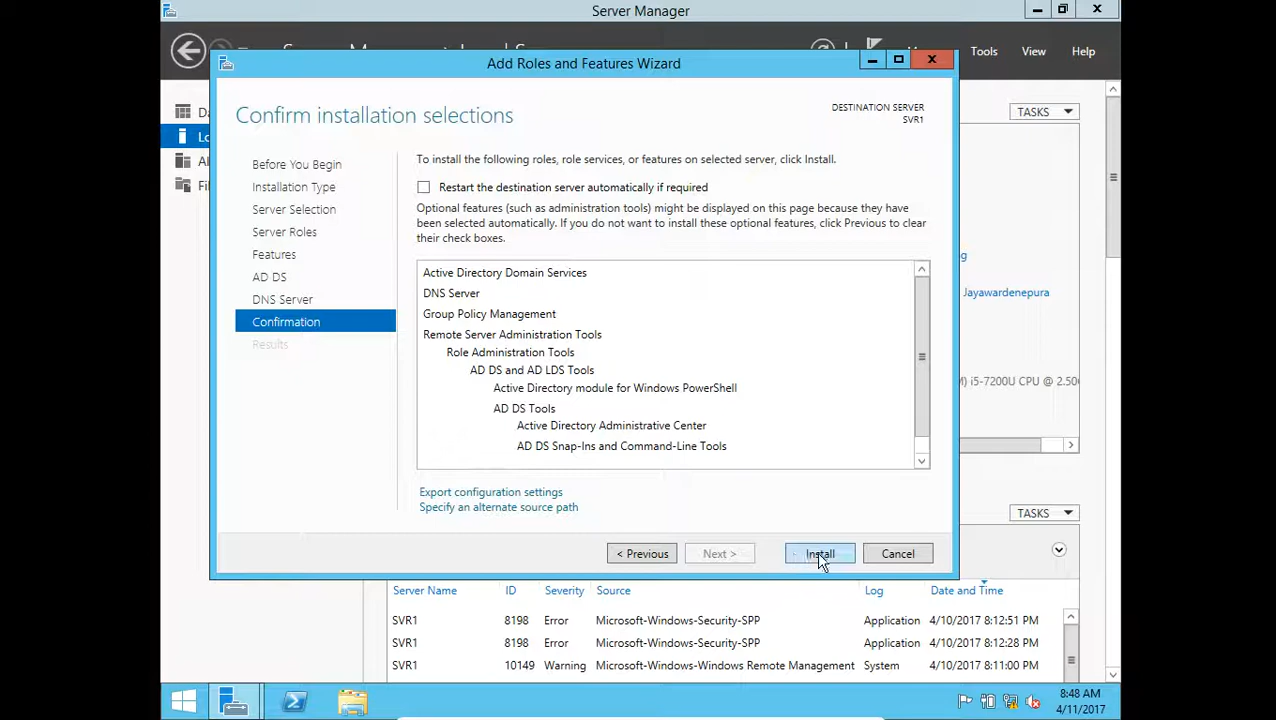 Server Manager
Tools
View
Help
Add Roles and Features Wizard
TASKS
Confirm installation selections
DESTINATION SERVER
SVR1
Before You Begin
Installation Type
Server Selection
Server Roles
Features
AD DS
DNS Server
Confirmation
Results
To install the following roles, role services, or features on selected server, click Install.
Restart the destination server automatically if required
Optional features (such as administration tools) might be displayed on this page because they have
been selected automatically. If you do not want to install these optional features, click Previous to clear
their check boxes.
Active Directory Domain Services
DNS Server
Group Policy Management
Remote Server Administration Tools
Role Administration Tools
AD DS and AD LDS Tools
Active Directory module for Windows PowerShell
AD DS Tools
Active Directory Administrative Center
AD DS Snap-Ins and Command-Line Tools
Export configuration settings
Specify an alternate source path
< Previous
Next >
Install
Cancel
Jayawardenepura
i5-7200U CPU @ 2.50
TASKS
Server Name ID Severity Source Log Date and Time
SVR1 8198 Error Microsoft-Windows-Security-SPP Application 4/10/2017 8:12:51 PM
SVR1 8198 Error Microsoft-Windows-Security-SPP Application 4/10/2017 8:12:28 PM
SVR1 10149 Warning Microsoft-Windows-Windows Remote Management System 4/10/2017 8:11:00 PM
8:48 AM
4/11/2017